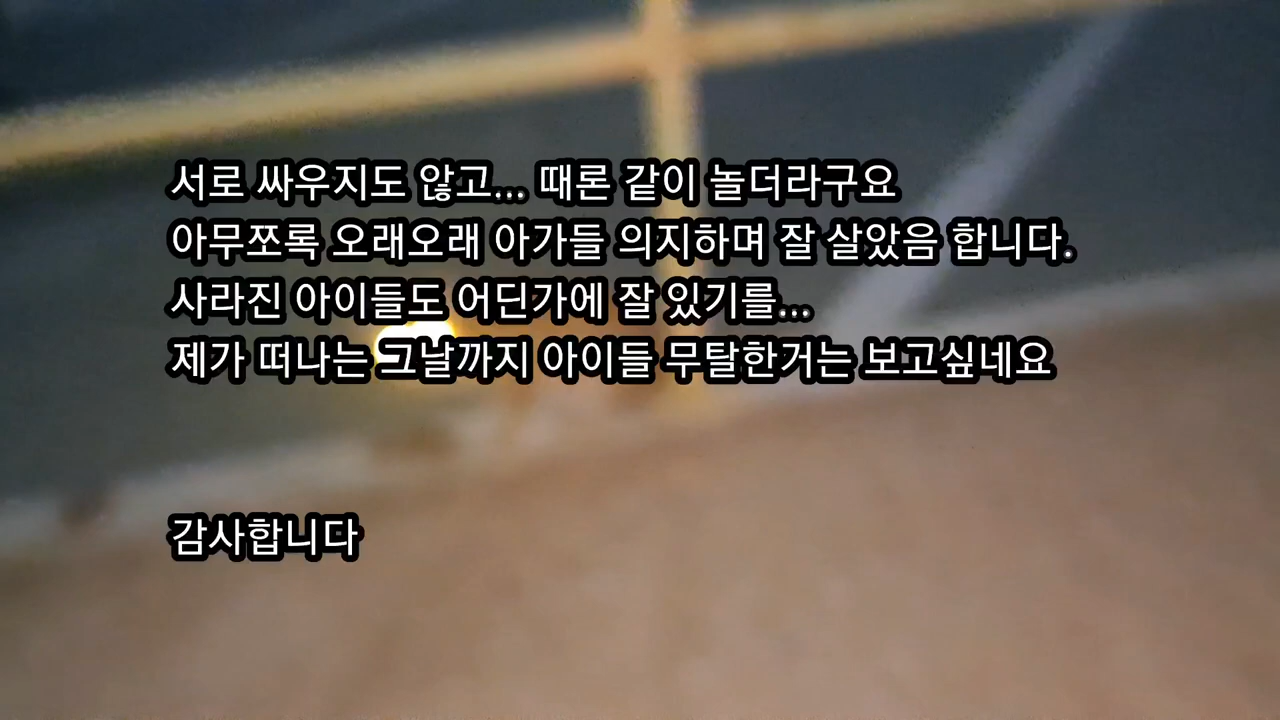 서로 싸우지도 않고... 때론 같이 놀더라구요
아무쪼록 오래오래 아가들 의지하며 잘 살았음 합니다.
사라진 아이들도 어딘가에 잘 있기를...
제가 떠나는 그날까지 아이들 무탈한거는 보고싶네요
감사합니다